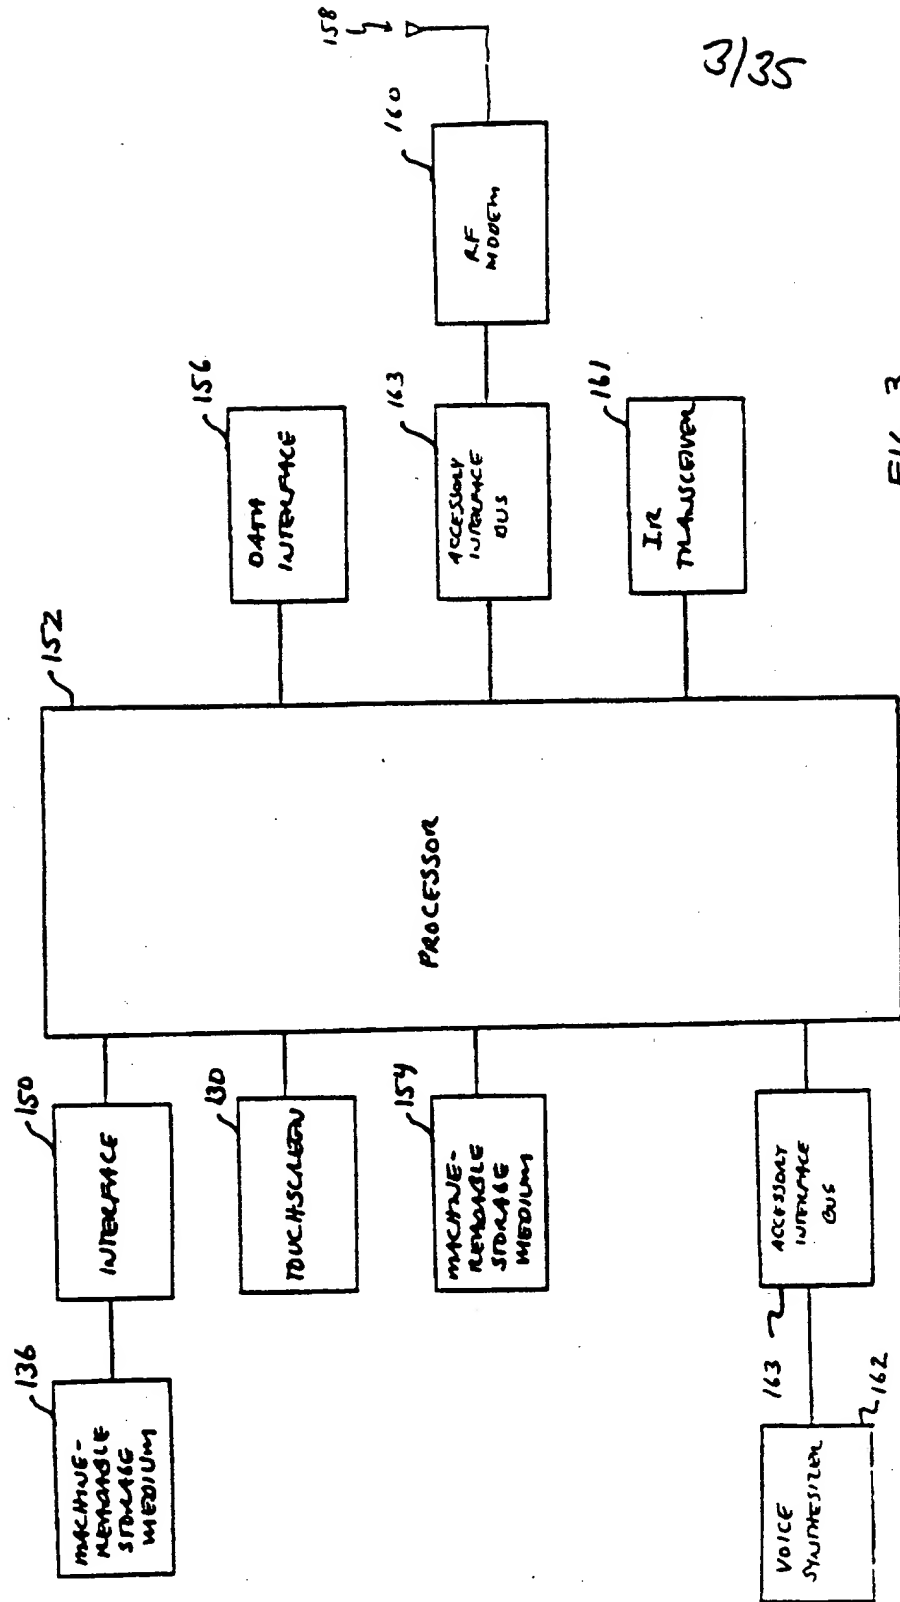 3/35
136
MACHINE-
READABLE
STORAGE
MEDIUM
150
INTERFACE
130
TOUCHSCREEN
154
MACHINE-
READABLE
STORAGE
MEDIUM
163
ACCESSORY
INTERFACE
BUS
162
VOICE
SYNTHESIZER
152
PROCESSOR
156
DATA
INTERFACE
163
ACCESSORY
INTERFACE
BUS
160
RF
MODEM
158
161
IR
TRANSCEIVER